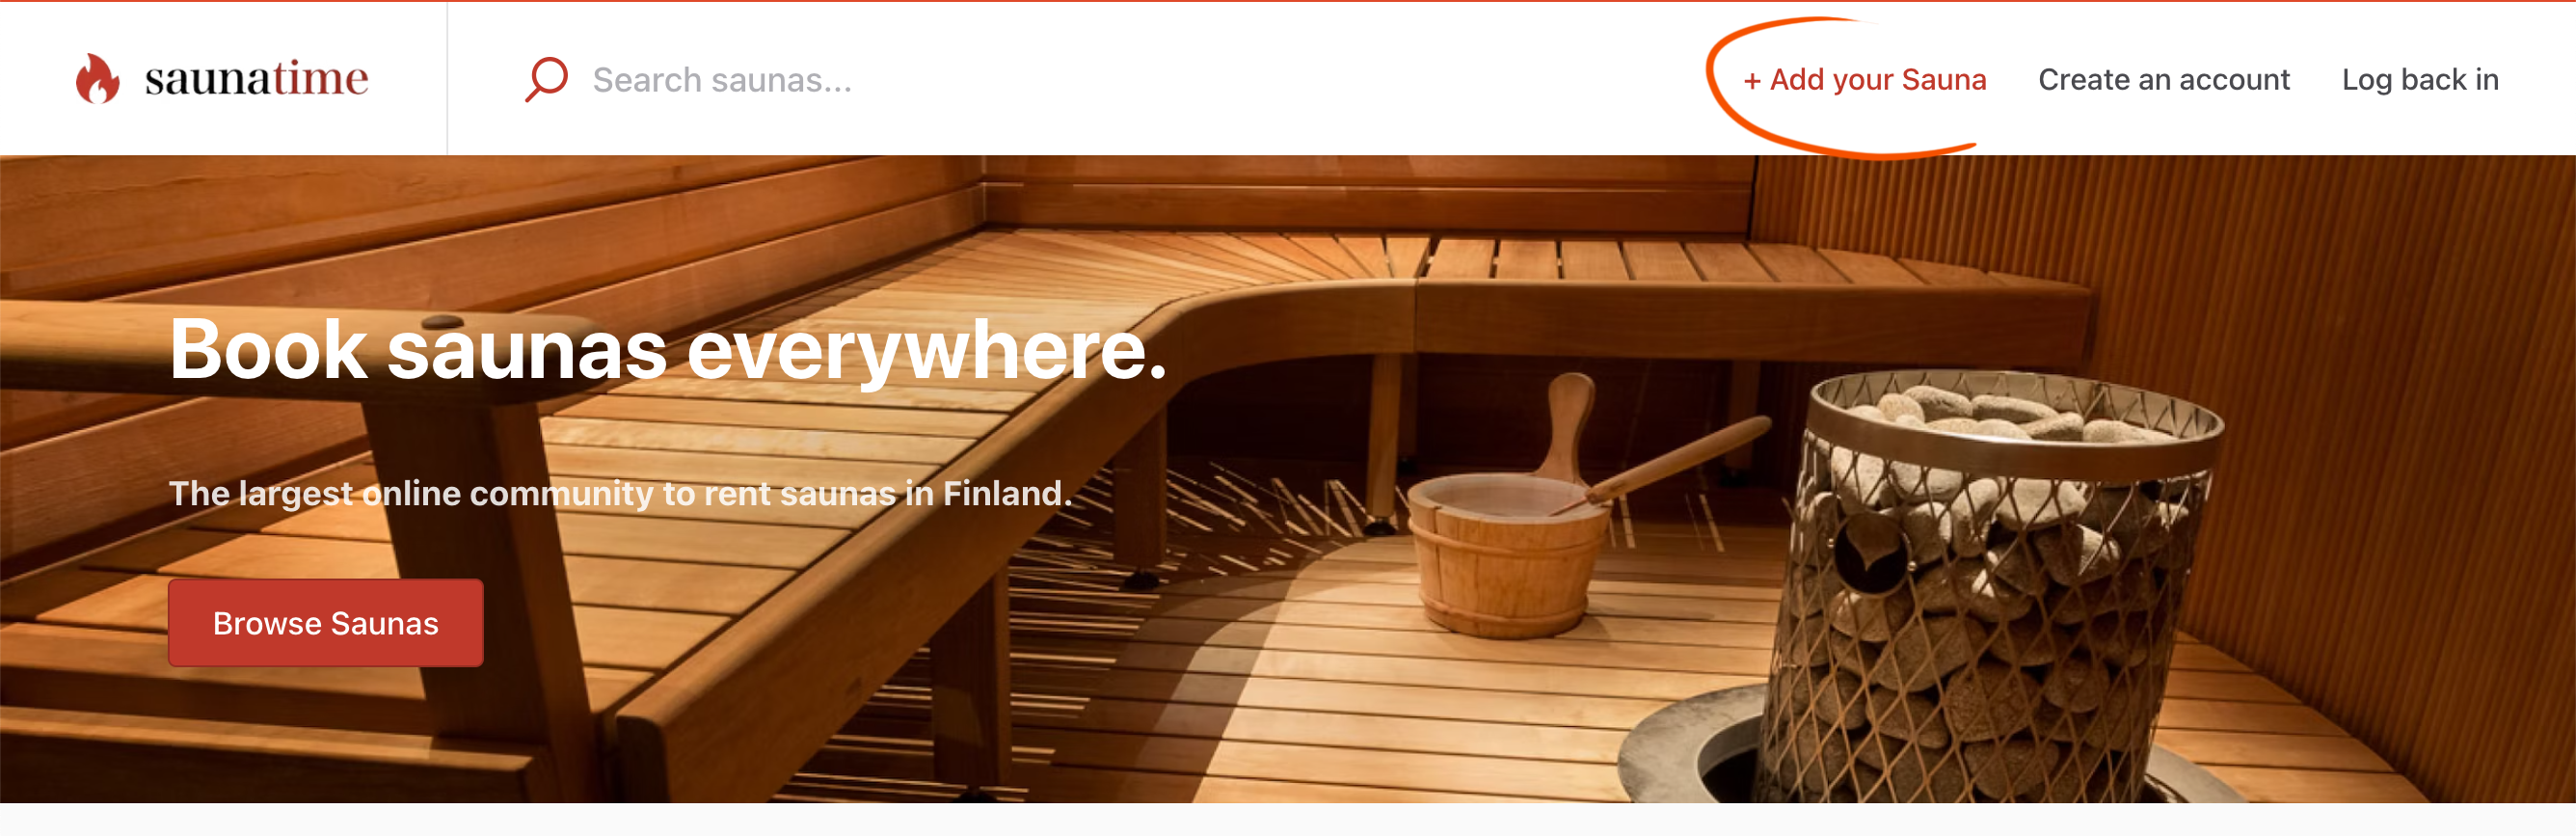 saunatime
Search saunas...
+ Add your Sauna
Create an account
Log back in
Book saunas everywhere.
The largest online community to rent saunas in Finland.
Browse Saunas